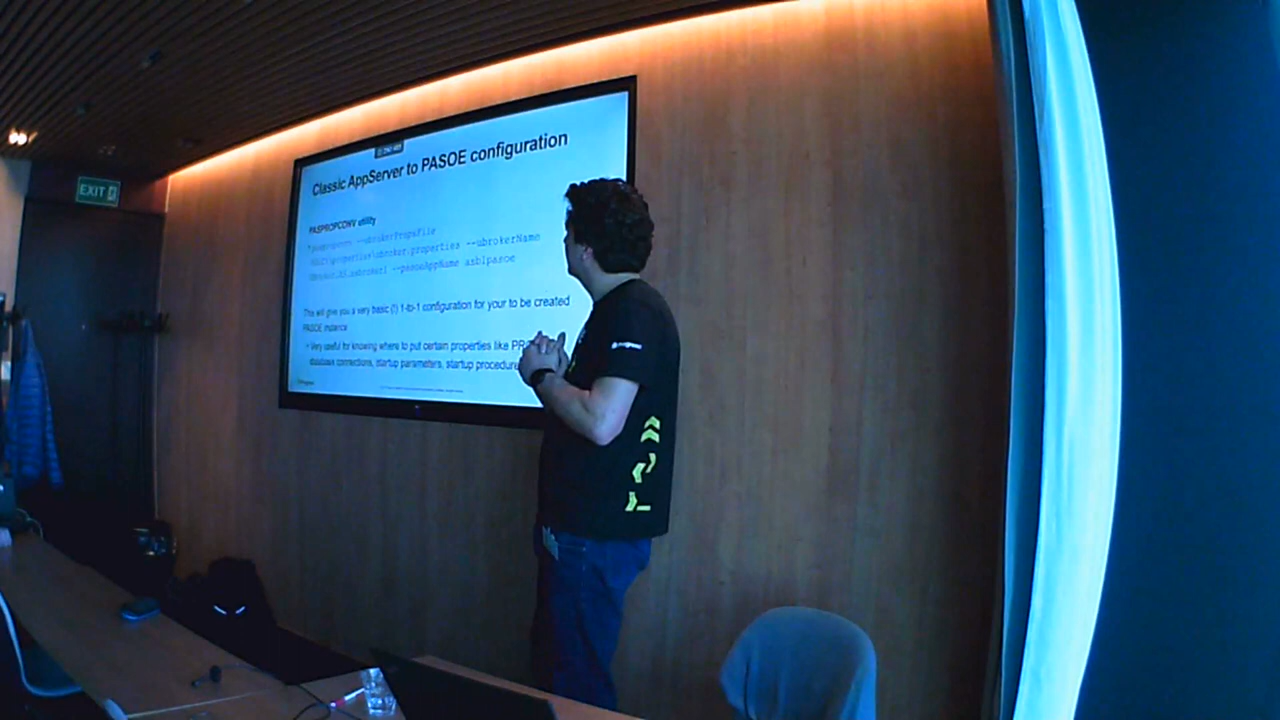 EXIT
Classic AppServer to PASOE configuration
PASPROPCONV utility
--ubrokerPropsFile
--ubrokerName
--pasoeAppName asb1pasoe
This will give you a very basic (!) 1-to-1 configuration for your to be created
PASOE instance
Very useful for knowing where to put certain properties like
database connections, startup parameters, startup procedure